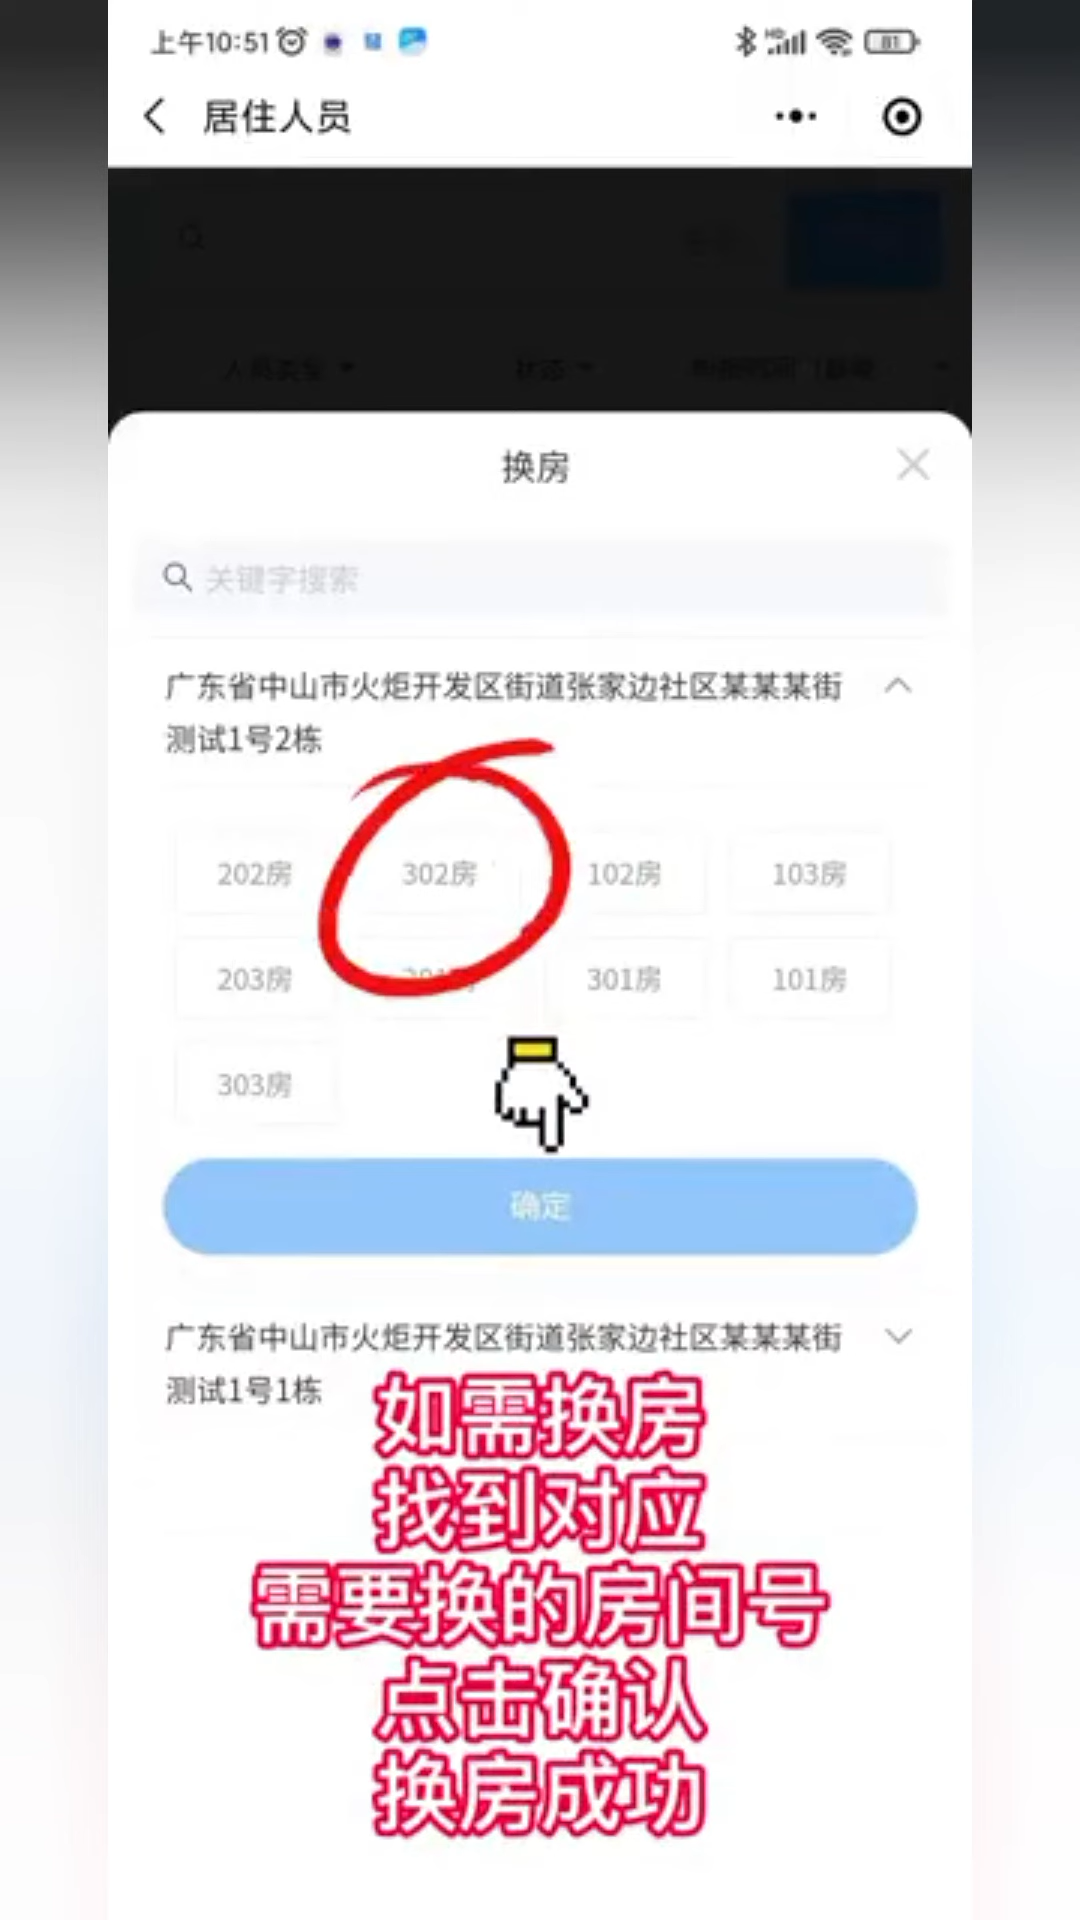 上午10:51
81
居住人员
换房
关键字搜索
广东省中山市火炬开发区街道张家边社区某某某街
测试1号2栋
202房
302房
102房
103房
203房
301房
101房
303房
确定
广东省中山市火炬开发区街道张家边社区某某某街
测试1号1栋
如需换房
找到对应
需要换的房间号
点击确认
换房成功